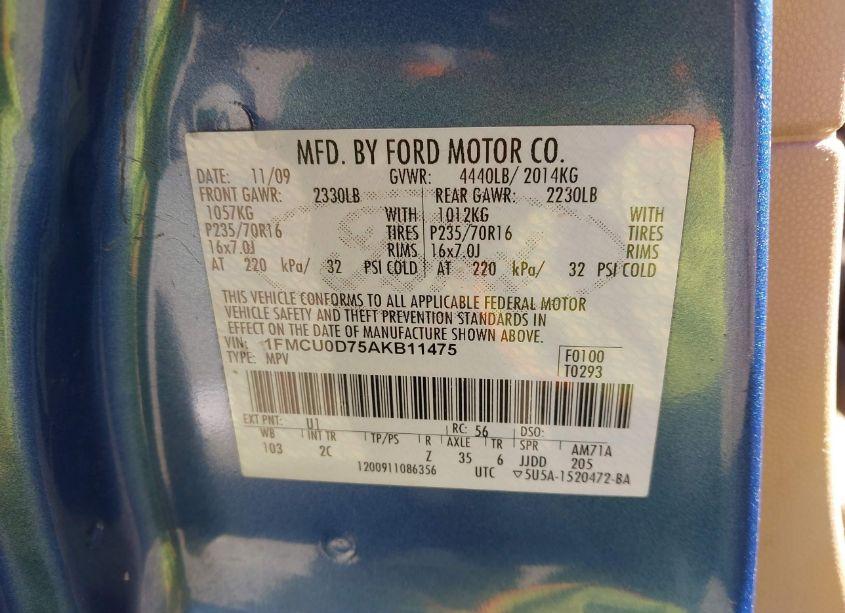 MFD. BY FORD MOTOR CO.
DATE: 11/09 GVWR: 4440LB/ 2014KG
FRONT GAWR: 2330LB REAR GAWR: 2230LB
1057KG WITH 1012KG WITH
P235/70R16 TIRES P235/70R16 TIRES
16x7.0J RIMS 16x7.0J RIMS
AT 220 kPa/ 32 PSI COLD AT 220 kPa/ 32 PSI COLD
THIS VEHICLE CONFORMS TO ALL APPLICABLE FEDERAL MOTOR
VEHICLE SAFETY AND THEFT PREVENTION STANDARDS IN
EFFECT ON THE DATE OF MANUFACTURE SHOWN ABOVE.
VIN: 1FMCU0D75AKB11475
TYPE: MPV
F0100
T0293
EXT PNT: U1 RC: 56 DSO:
WB INT TR TP/PS R AXLE TR SPR AM71A
103 2C Z 35 6 JJDD 205
1200911086356 UTC ▽5U5A-1520472-BA